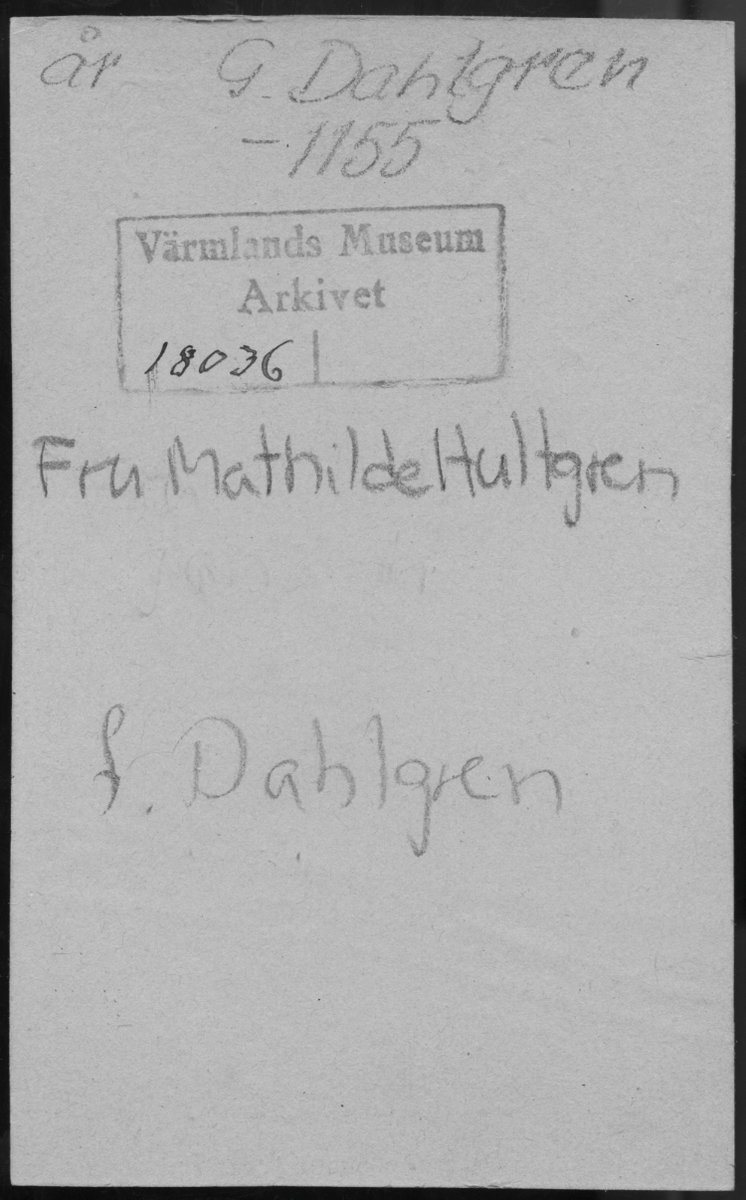 år G. Dahlgren
- 1155
Värmlands Museum
Arkivet
18036
Fru Mathilde Hultgren
f. Dahlgren